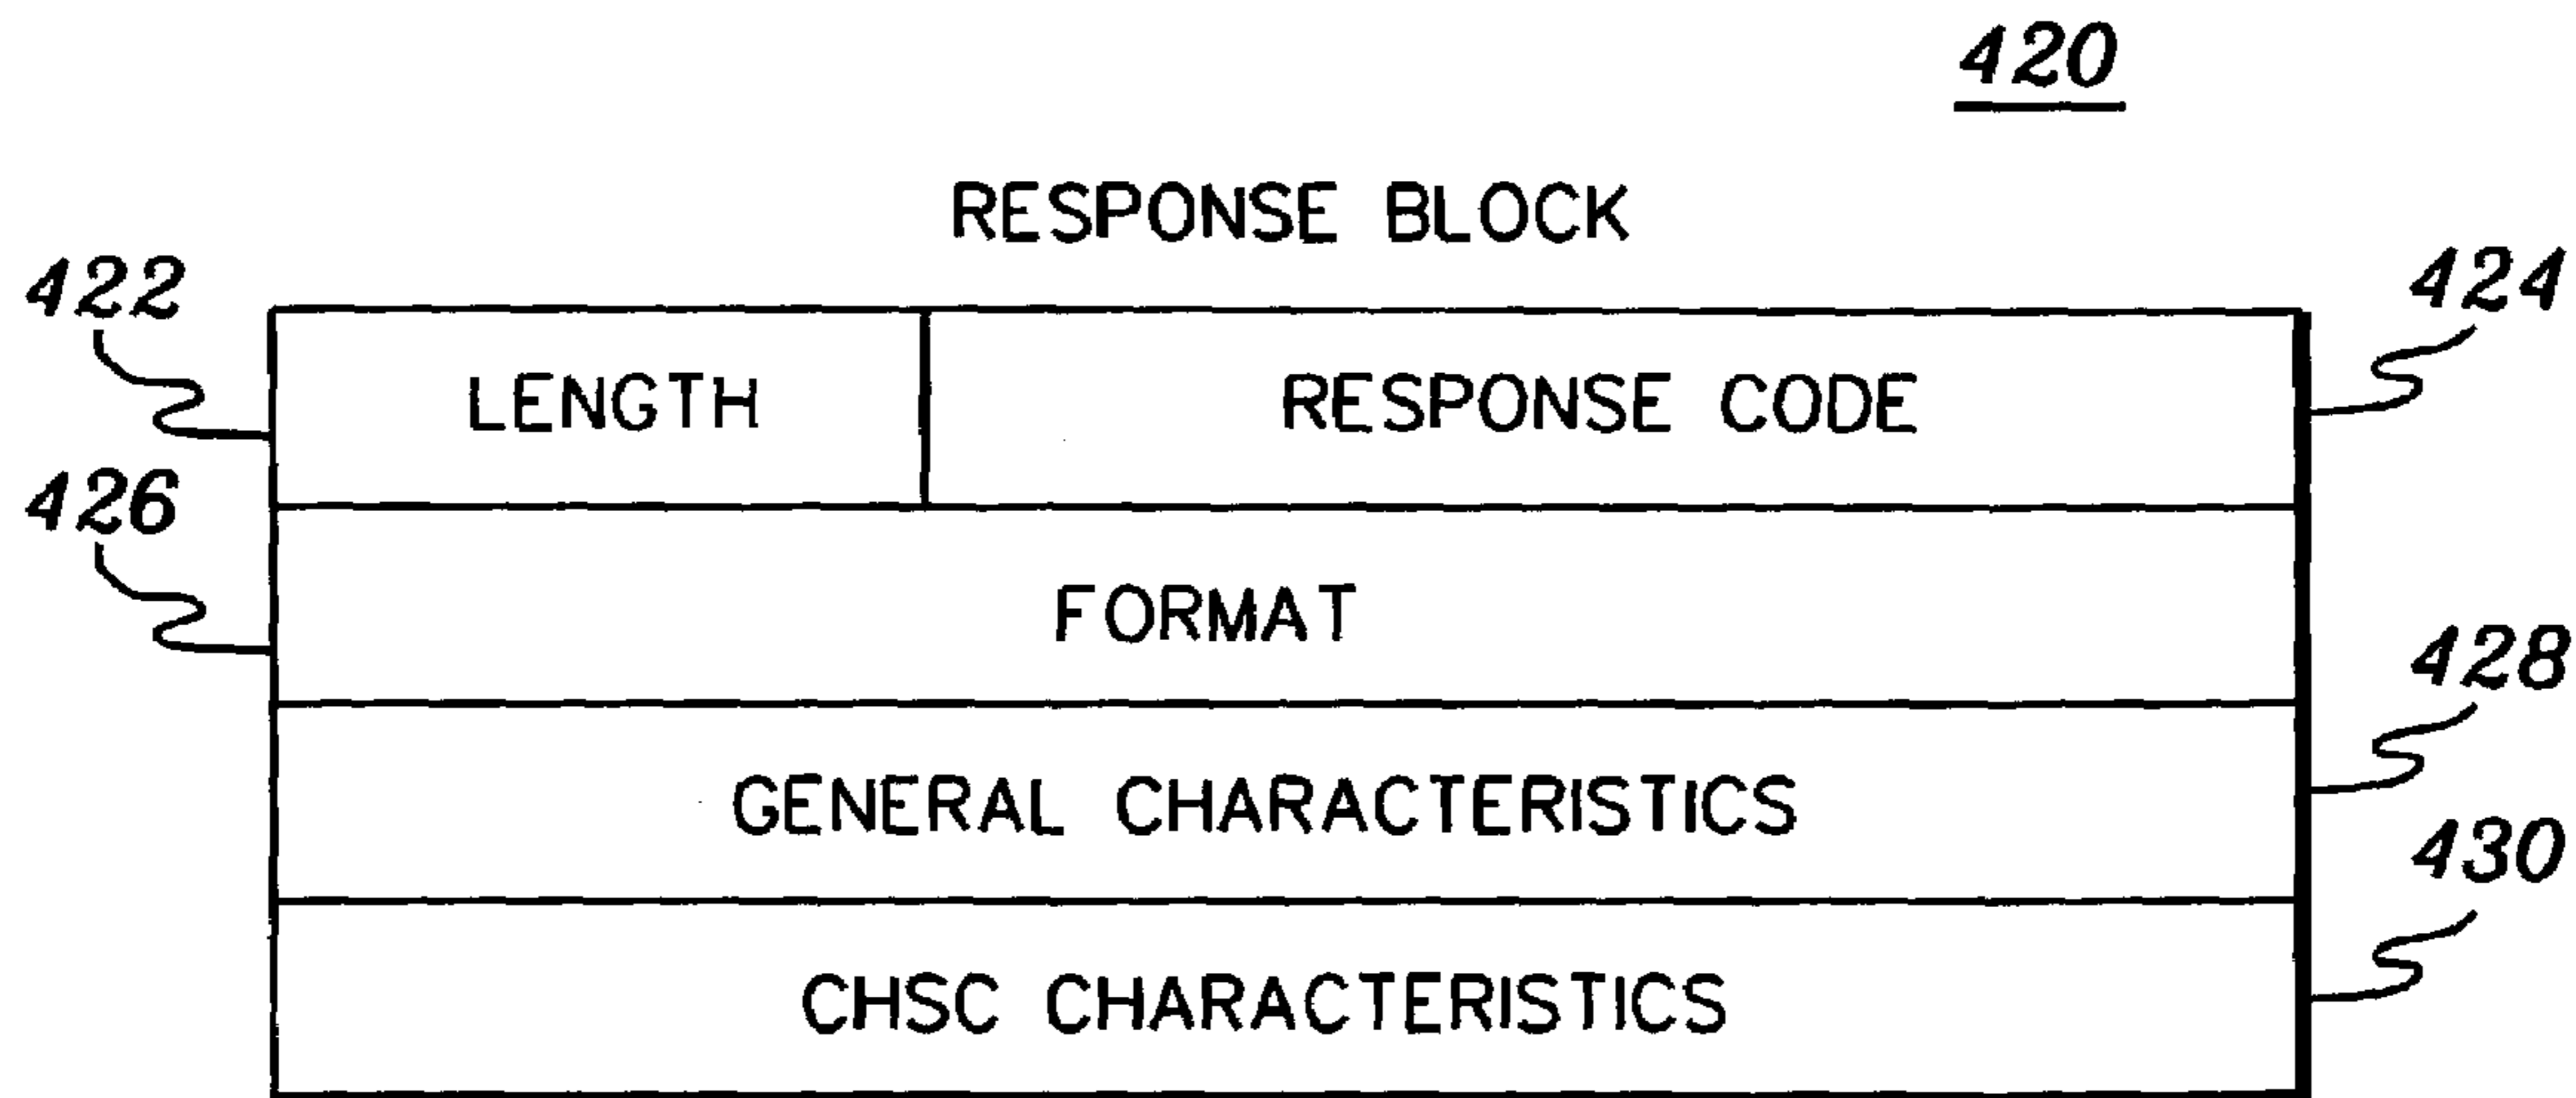 420
RESPONSE BLOCK
422
424
LENGTH RESPONSE CODE
426
FORMAT
428
GENERAL CHARACTERISTICS
430
CHSC CHARACTERISTICS